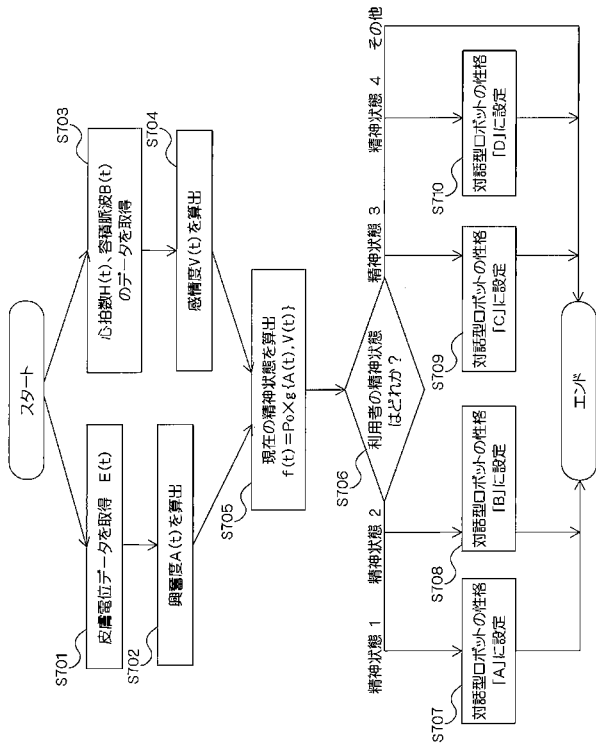 スタート
S701
皮膚電位データを取得 E(t)
S702
興奮度A(t)を算出
S703
心拍数H(t)、容積脈波B(t)
のデータを取得
S704
感情度V(t)を算出
S705
現在の精神状態を算出
f(t)=P₀×g{A(t),V(t)}
S706
利用者の精神状態
はどれか?
精神状態 1
精神状態 2
精神状態 3
精神状態 4
その他
S707
対話型ロボットの性格
「A」に設定
S708
対話型ロボットの性格
「B」に設定
S709
対話型ロボットの性格
「C」に設定
S710
対話型ロボットの性格
「D」に設定
エンド